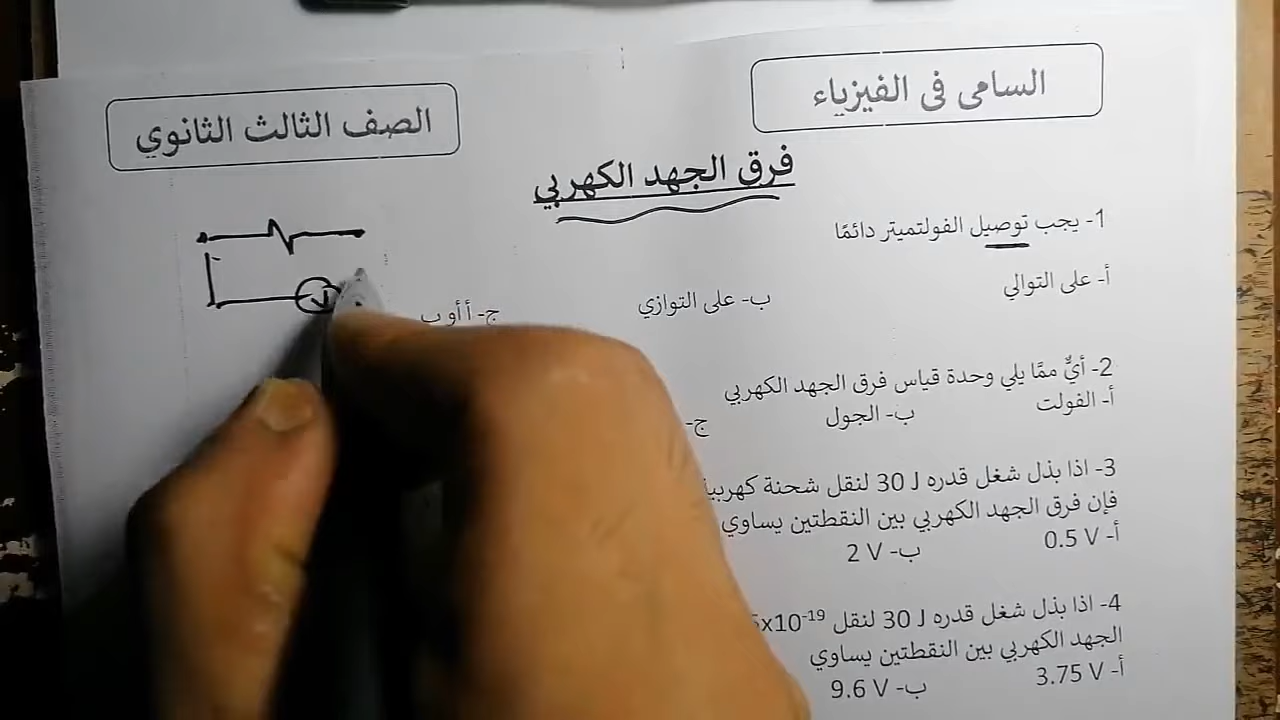 السامى فى الفيزياء
الصف الثالث الثانوي
فرق الجهد الكهربي
1- يجب توصيل الفولتميتر دائمًا
أ- على التوالي ب- على التوازي ج- أ أو ب
2- أيٌّ ممَّا يلي وحدة قياس فرق الجهد الكهربي
أ- الفولت ب- الجول ج-
3- اذا بذل شغل قدره 30 J لنقل شحنة
فإن فرق الجهد الكهربي بين النقطتين يساوي
أ- 0.5 V ب- 2 V
4- اذا بذل شغل قدره 30 J لنقل x10-19
الجهد الكهربي بين النقطتين يساوي
أ- 3.75 V ب- 9.6 V